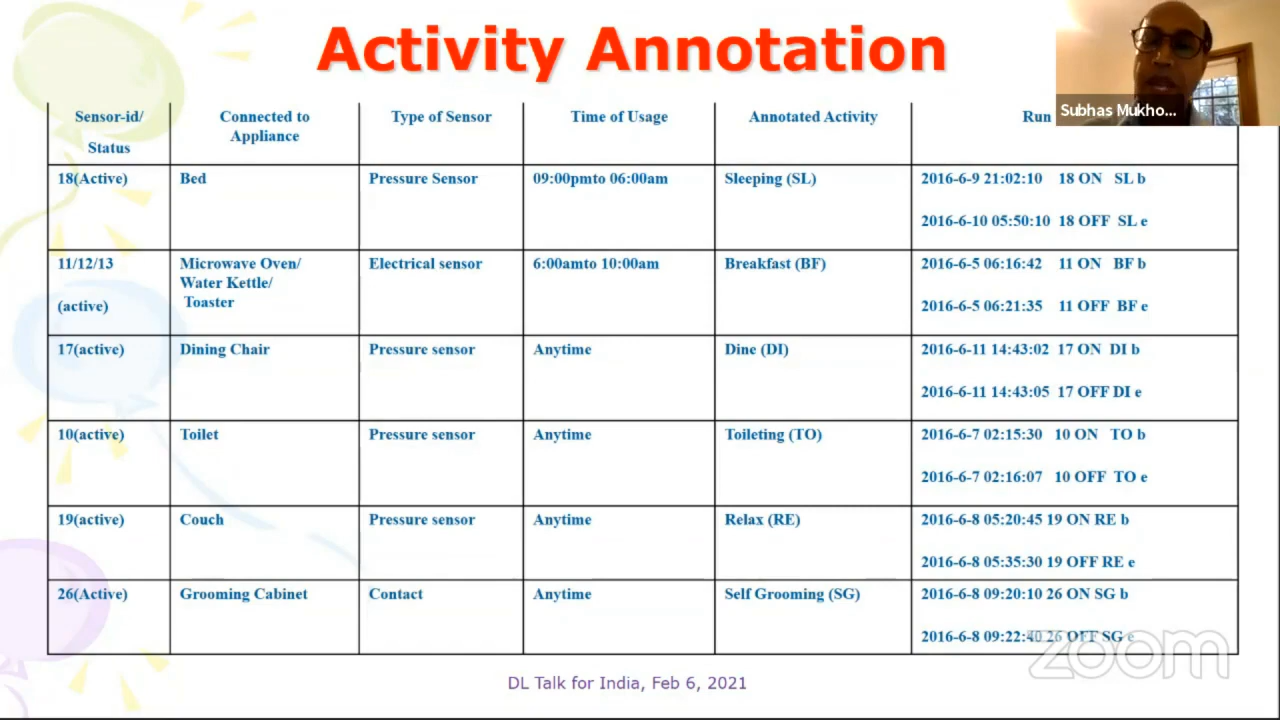 Activity Annotation
Subhas Mukho...
Sensor-id/
Status
Connected to
Appliance
Type of Sensor
Time of Usage
Annotated Activity
Run
18(Active)
Bed
Pressure Sensor
09:00pmto 06:00am
Sleeping (SL)
2016-6-9 21:02:10 18 ON SL b
2016-6-10 05:50:10 18 OFF SL e
11/12/13
(active)
Microwave Oven/
Water Kettle/
Toaster
Electrical sensor
6:00amto 10:00am
Breakfast (BF)
2016-6-5 06:16:42 11 ON BF b
2016-6-5 06:21:35 11 OFF BF e
17(active)
Dining Chair
Pressure sensor
Anytime
Dine (DI)
2016-6-11 14:43:02 17 ON DI b
2016-6-11 14:43:05 17 OFF DI e
10(active)
Toilet
Pressure sensor
Anytime
Toileting (TO)
2016-6-7 02:15:30 10 ON TO b
2016-6-7 02:16:07 10 OFF TO e
19(active)
Couch
Pressure sensor
Anytime
Relax (RE)
2016-6-8 05:20:45 19 ON RE b
2016-6-8 05:35:30 19 OFF RE e
26(Active)
Grooming Cabinet
Contact
Anytime
Self Grooming (SG)
2016-6-8 09:20:10 26 ON SG b
2016-6-8 09:22:40 26 OFF SG e
zoom
DL Talk for India, Feb 6, 2021